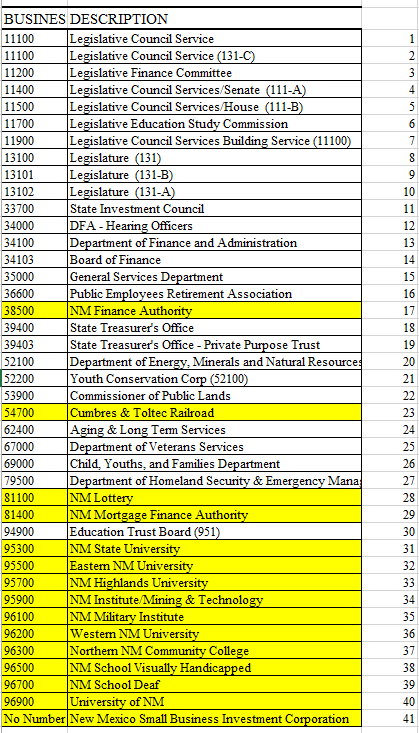 BUSINES DESCRIPTION
11100 Legislative Council Service 1
11100 Legislative Council Service (131-C) 2
11200 Legislative Finance Committee 3
11400 Legislative Council Services/Senate (111-A) 4
11500 Legislative Council Services/House (111-B) 5
11700 Legislative Education Study Commission 6
11900 Legislative Council Services Building Service (11100) 7
13100 Legislature (131) 8
13101 Legislature (131-B) 9
13102 Legislature (131-A) 10
33700 State Investment Council 11
34000 DFA - Hearing Officers 12
34100 Department of Finance and Administration 13
34103 Board of Finance 14
35000 General Services Department 15
36600 Public Employees Retirement Association 16
38500 NM Finance Authority 17
39400 State Treasurer's Office 18
39403 State Treasurer's Office - Private Purpose Trust 19
52100 Department of Energy, Minerals and Natural Resources 20
52200 Youth Conservation Corp (52100) 21
53900 Commissioner of Public Lands 22
54700 Cumbres & Toltec Railroad 23
62400 Aging & Long Term Services 24
67000 Department of Veterans Services 25
69000 Child, Youths, and Families Department 26
79500 Department of Homeland Security & Emergency Mana 27
81100 NM Lottery 28
81400 NM Mortgage Finance Authority 29
94900 Education Trust Board (951) 30
95300 NM State University 31
95500 Eastern NM University 32
95700 NM Highlands University 33
95900 NM Institute/Mining & Technology 34
96100 NM Military Institute 35
96200 Western NM University 36
96300 Northern NM Community College 37
96500 NM School Visually Handicapped 38
96700 NM School Deaf 39
96900 University of NM 40
No Number New Mexico Small Business Investment Corporation 41